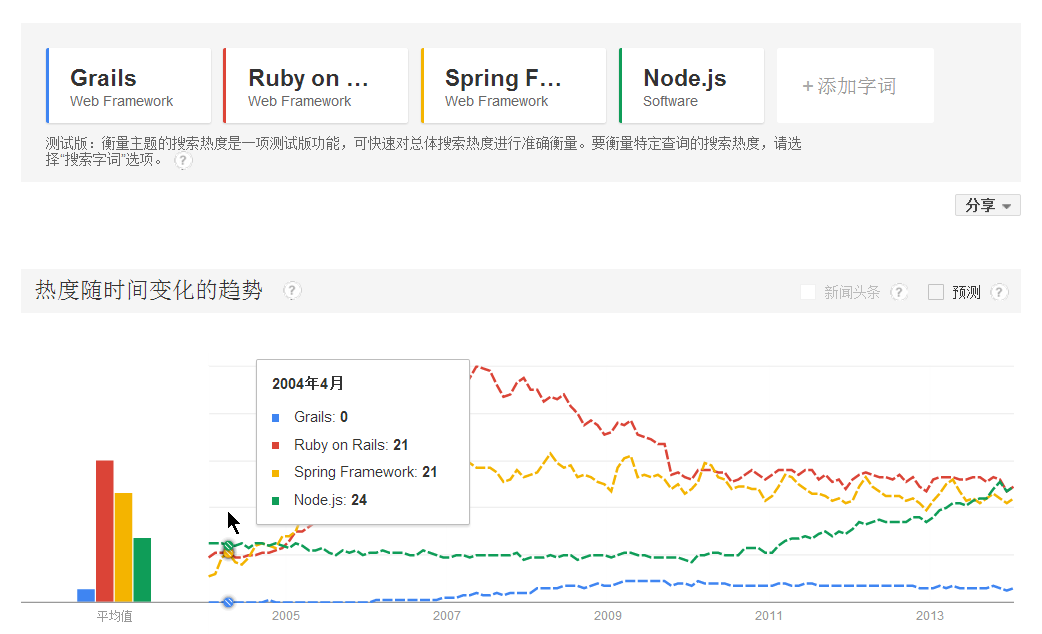 Grails
Web Framework
Ruby on ...
Web Framework
Spring F...
Web Framework
Node.js
Software
+添加字词
测试版：衡量主题的搜索热度是一项测试版功能，可快速对总体搜索热度进行准确衡量。要衡量特定查询的搜索热度，请选
择“搜索字词”选项。 ?
分享
热度随时间变化的趋势 ?
新闻头条 ? 预测 ?
2004年4月
Grails: 0
Ruby on Rails: 21
Spring Framework: 21
Node.js: 24
平均值 2005 2007 2009 2011 2013